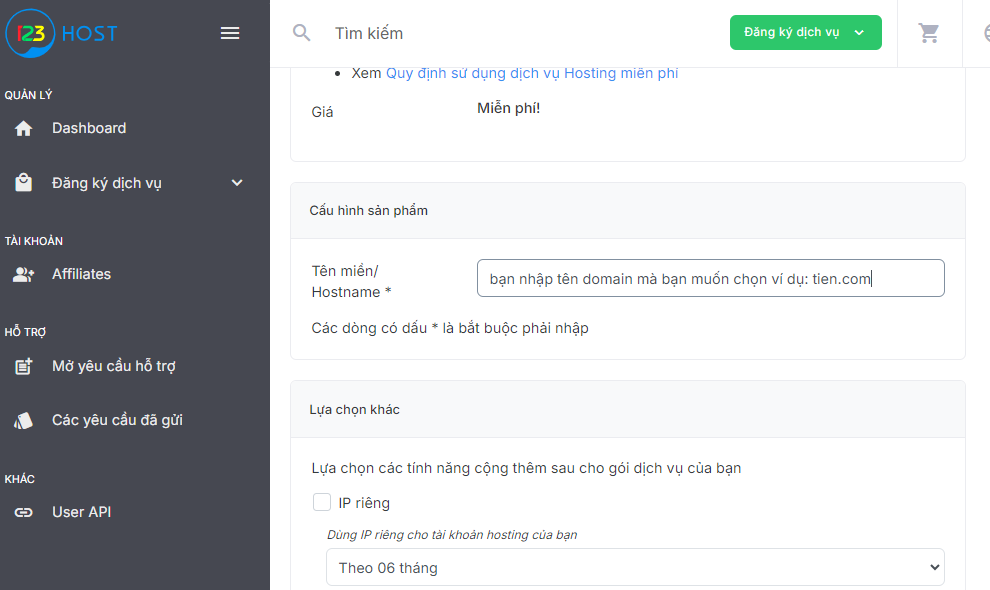 123 HOST
Tìm kiếm
Đăng ký dịch vụ
QUẢN LÝ
Dashboard
Đăng ký dịch vụ
TÀI KHOẢN
Affiliates
HỖ TRỢ
Mở yêu cầu hỗ trợ
Các yêu cầu đã gửi
KHÁC
User API
Xem Quy định sử dụng dịch vụ Hosting miễn phí
Giá
Miễn phí!
Cấu hình sản phẩm
Tên miền/
Hostname *
bạn nhập tên domain mà bạn muốn chọn ví dụ: tien.com
Các dòng có dấu * là bắt buộc phải nhập
Lựa chọn khác
Lựa chọn các tính năng cộng thêm sau cho gói dịch vụ của bạn
IP riêng
Dùng IP riêng cho tài khoản hosting của bạn
Theo 06 tháng